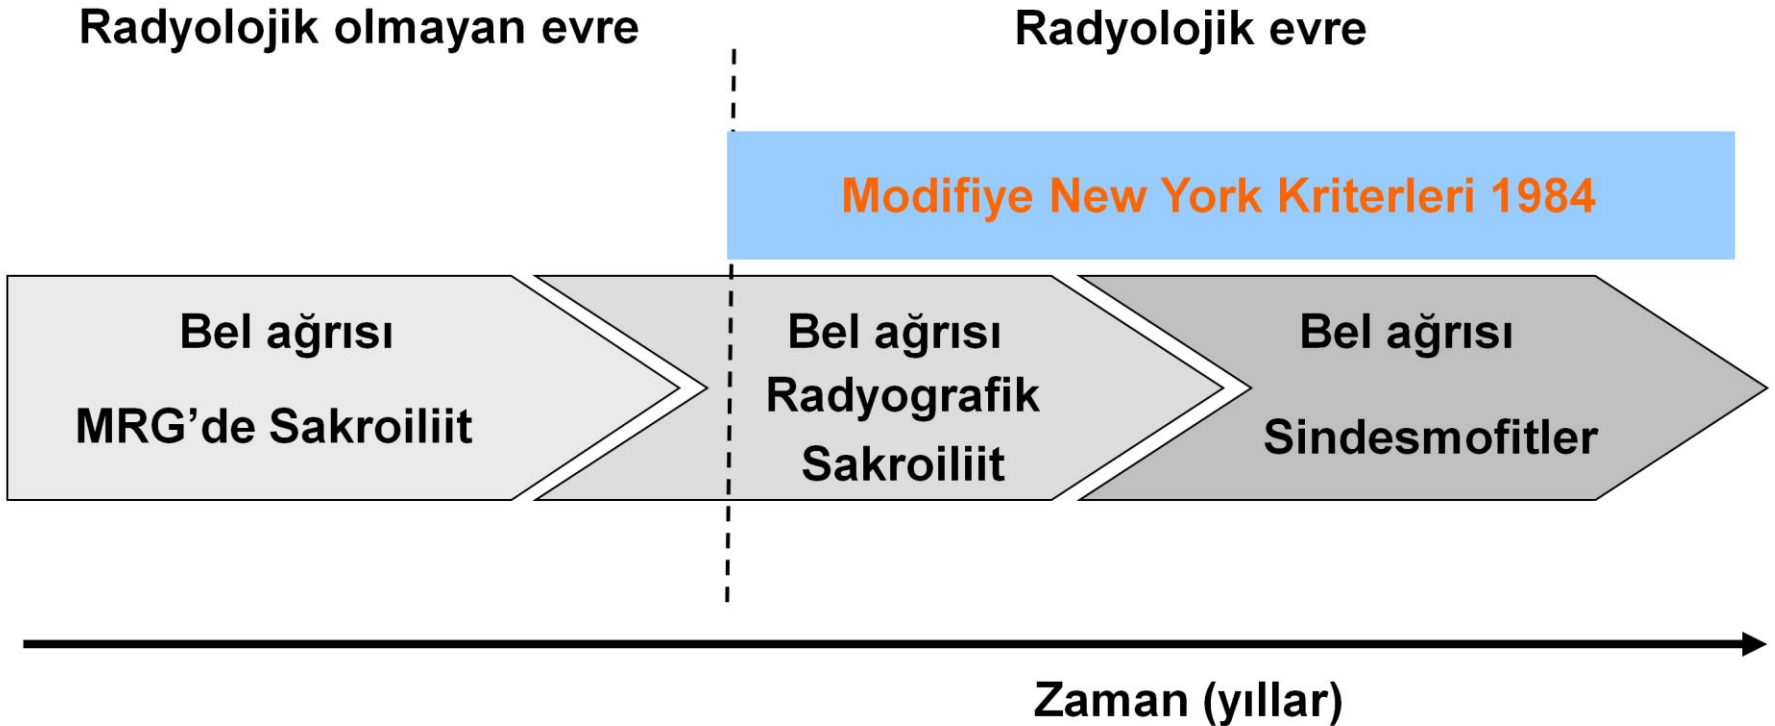 Radyolojik olmayan evre
Radyolojik evre
Modifiye New York Kriterleri 1984
Bel ağrısı
MRG’de Sakroiliit
Bel ağrısı
Radyografik
Sakroiliit
Bel ağrısı
Sindesmofitler
Zaman (yıllar)